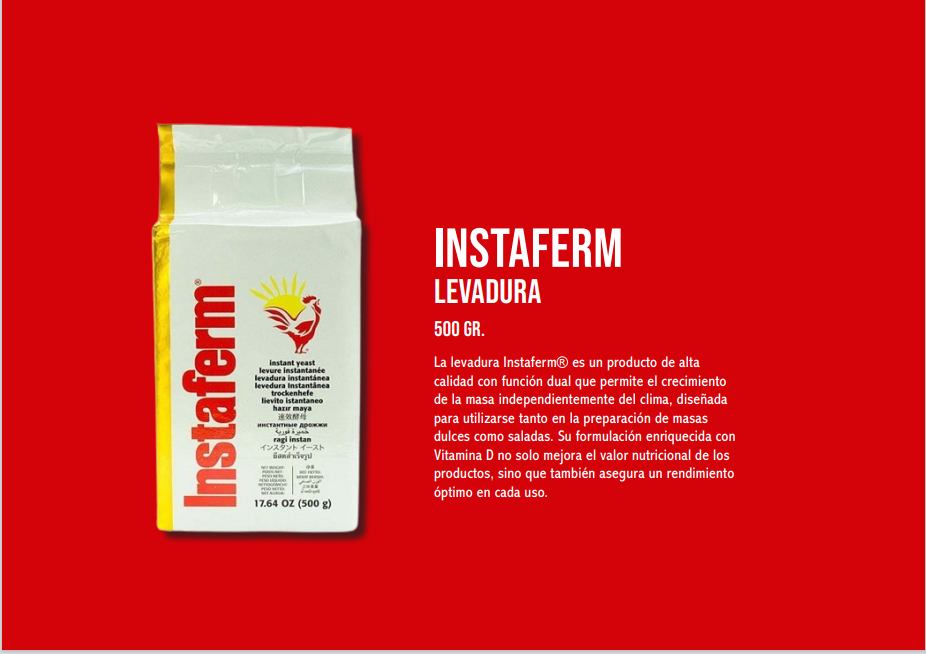 Instaferm®
instant yeast
levure instantanée
levadura instantánea
levedura Instantânea
trockenhefe
lievito istantaneo
hazır maya
速效酵母
инстантные дрожжи
خميرة فورية
ragi instan
インスタント イースト
ยีสต์สำเร็จรูป
17.64 OZ (500 g)
INSTAFERM
LEVADURA
500 GR.
La levadura Instaferm® es un producto de alta
calidad con función dual que permite el crecimiento
de la masa independientemente del clima, diseñada
para utilizarse tanto en la preparación de masas
dulces como saladas. Su formulación enriquecida con
Vitamina D no solo mejora el valor nutricional de los
productos, sino que también asegura un rendimiento
óptimo en cada uso.